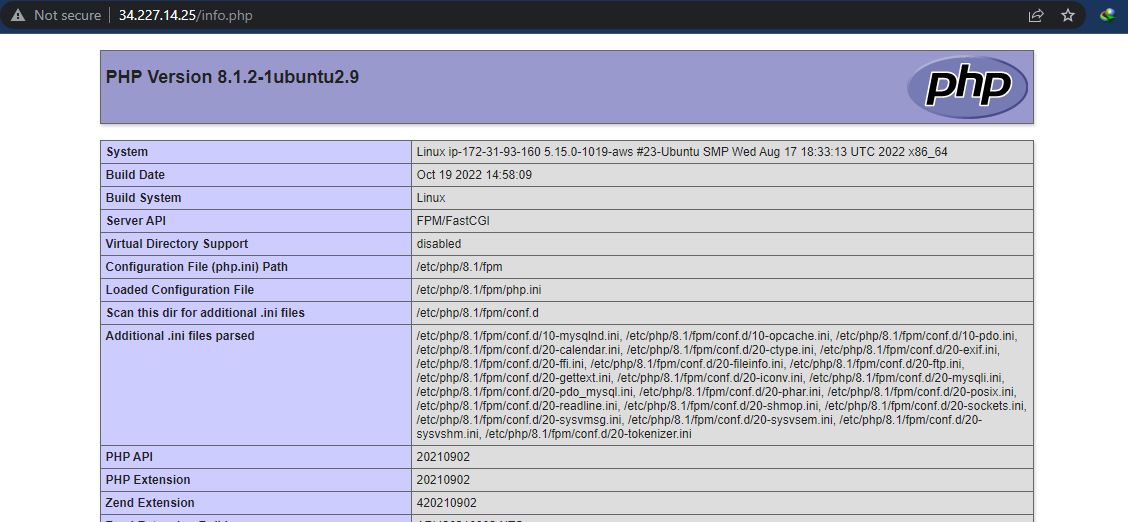 Not secure | 34.227.14.25/info.php
PHP Version 8.1.2-1ubuntu2.9
php
System Linux ip-172-31-93-160 5.15.0-1019-aws #23-Ubuntu SMP Wed Aug 17 18:33:13 UTC 2022 x86_64
Build Date Oct 19 2022 14:58:09
Build System Linux
Server API FPM/FastCGI
Virtual Directory Support disabled
Configuration File (php.ini) Path /etc/php/8.1/fpm
Loaded Configuration File /etc/php/8.1/fpm/php.ini
Scan this dir for additional .ini files /etc/php/8.1/fpm/conf.d
Additional .ini files parsed /etc/php/8.1/fpm/conf.d/10-mysqlnd.ini, /etc/php/8.1/fpm/conf.d/10-opcache.ini, /etc/php/8.1/fpm/conf.d/10-pdo.ini,
/etc/php/8.1/fpm/conf.d/20-calendar.ini, /etc/php/8.1/fpm/conf.d/20-ctype.ini, /etc/php/8.1/fpm/conf.d/20-exif.ini,
/etc/php/8.1/fpm/conf.d/20-ffi.ini, /etc/php/8.1/fpm/conf.d/20-fileinfo.ini, /etc/php/8.1/fpm/conf.d/20-ftp.ini,
/etc/php/8.1/fpm/conf.d/20-gettext.ini, /etc/php/8.1/fpm/conf.d/20-iconv.ini, /etc/php/8.1/fpm/conf.d/20-mysqli.ini,
/etc/php/8.1/fpm/conf.d/20-pdo_mysql.ini, /etc/php/8.1/fpm/conf.d/20-phar.ini, /etc/php/8.1/fpm/conf.d/20-posix.ini,
/etc/php/8.1/fpm/conf.d/20-readline.ini, /etc/php/8.1/fpm/conf.d/20-shmop.ini, /etc/php/8.1/fpm/conf.d/20-sockets.ini,
/etc/php/8.1/fpm/conf.d/20-sysvmsg.ini, /etc/php/8.1/fpm/conf.d/20-sysvsem.ini, /etc/php/8.1/fpm/conf.d/20-
sysvshm.ini, /etc/php/8.1/fpm/conf.d/20-tokenizer.ini
PHP API 20210902
PHP Extension 20210902
Zend Extension 420210902